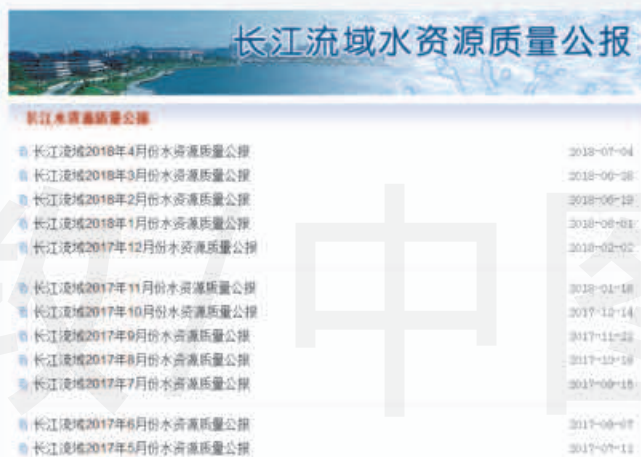 长江流域水资源质量公报
长江水资源质量公报
长江流域2018年4月份水资源质量公报 2018-07-04
长江流域2018年3月份水资源质量公报
长江流域2018年2月份水资源质量公报 2018-06-19
长江流域2018年1月份水资源质量公报
长江流域2017年12月份水资源质量公报 2018-02-02
长江流域2017年11月份水资源质量公报 2018-01-18
长江流域2017年10月份水资源质量公报 2017-12-14
长江流域2017年9月份水资源质量公报 2017-11-22
长江流域2017年8月份水资源质量公报
长江流域2017年7月份水资源质量公报
长江流域2017年6月份水资源质量公报
长江流域2017年5月份水资源质量公报